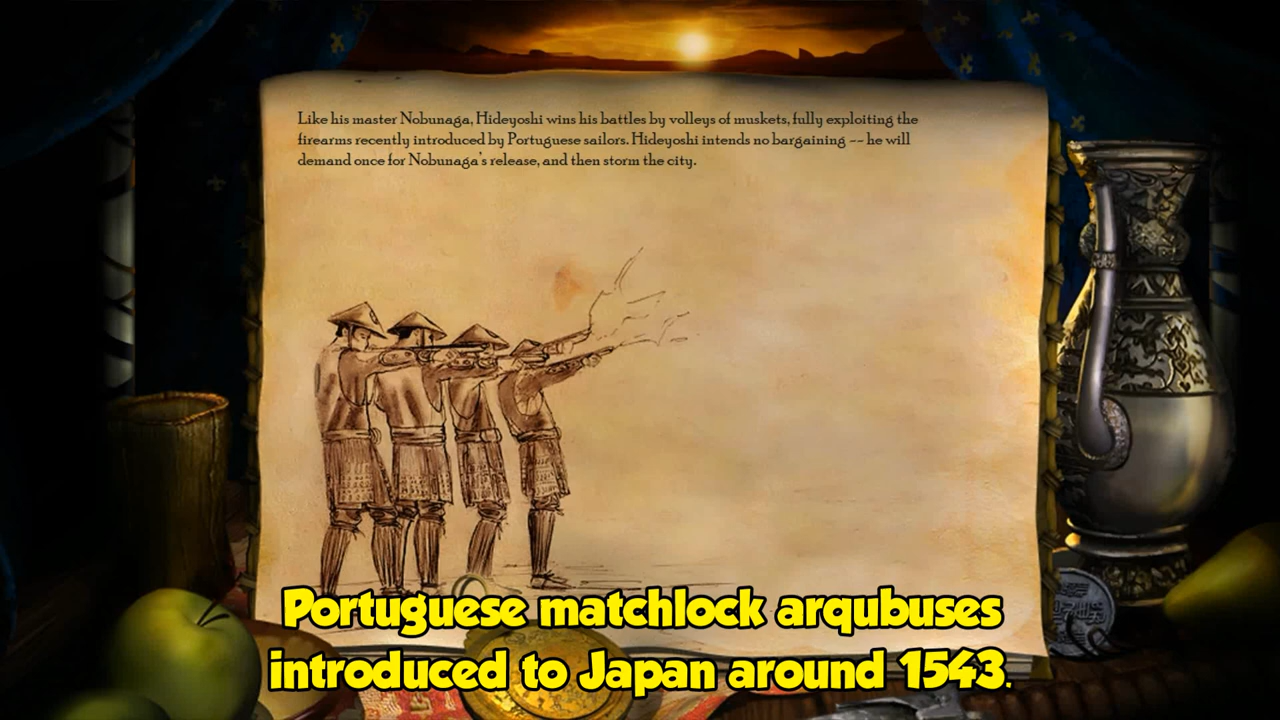 Like his master Nobunaga, Hideyoshi wins his battles by volleys of muskets, fully exploiting the
firearms recently introduced by Portuguese sailors. Hideyoshi intends no bargaining -- he will
demand once for Nobunaga's release, and then storm the city.
Portuguese matchlock arqubuses
introduced to Japan around 1543.